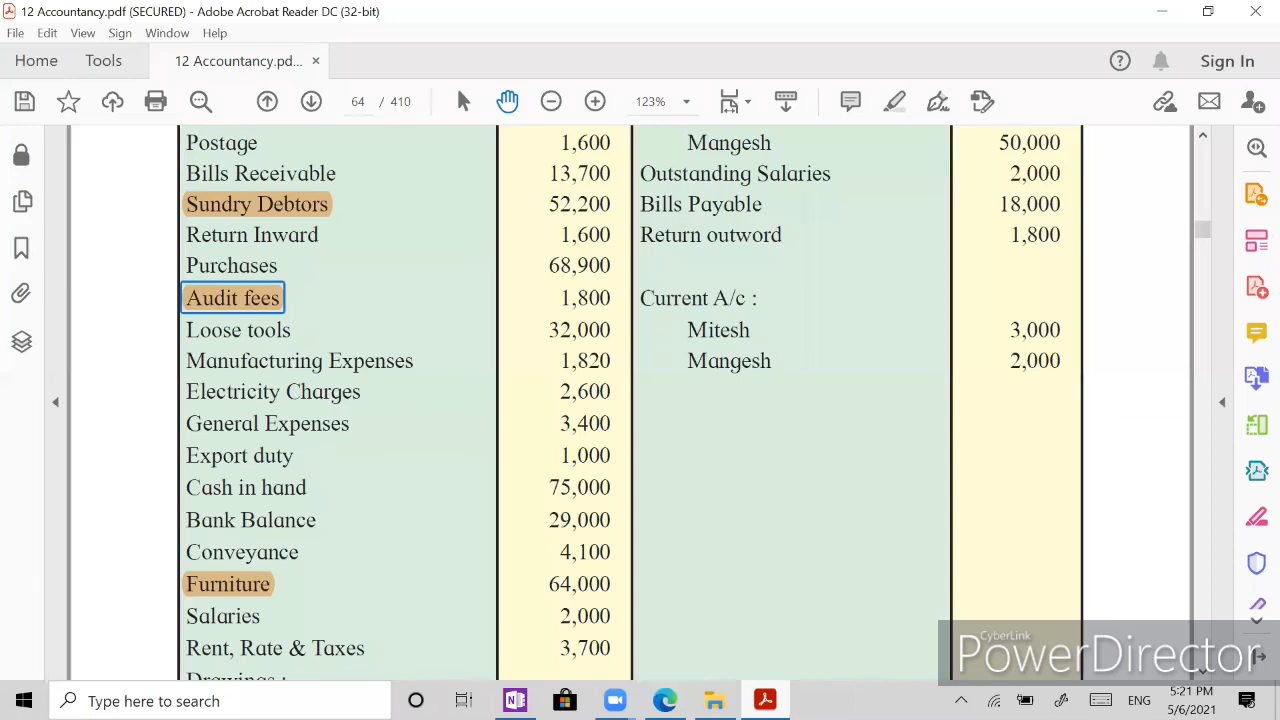 12 Accountancy.pdf (SECURED) - Adobe Acrobat Reader DC (32-bit)
File Edit View Sign Window Help
Home Tools 12 Accountancy.pd... × Sign In
64 / 410 123%
Postage 1,600 Mangesh 50,000
Bills Receivable 13,700 Outstanding Salaries 2,000
Sundry Debtors 52,200 Bills Payable 18,000
Return Inward 1,600 Return outword 1,800
Purchases 68,900
Audit fees 1,800 Current A/c :
Loose tools 32,000 Mitesh 3,000
Manufacturing Expenses 1,820 Mangesh 2,000
Electricity Charges 2,600
General Expenses 3,400
Export duty 1,000
Cash in hand 75,000
Bank Balance 29,000
Conveyance 4,100
Furniture 64,000
Salaries 2,000
Rent, Rate & Taxes 3,700
Drawings :
CyberLink
PowerDirector
Type here to search ENG 5:21 PM
5/6/2021